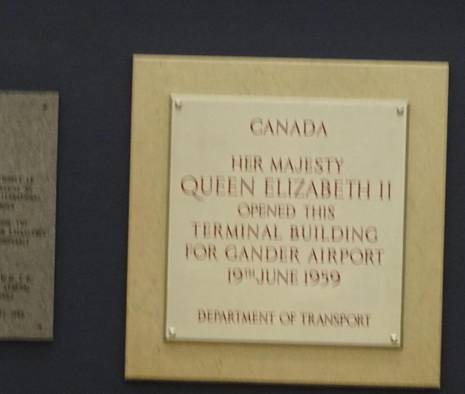 CANADA
HER MAJESTY
QUEEN ELIZABETH II
OPENED THIS
TERMINAL BUILDING
FOR GANDER AIRPORT
19TH JUNE 1959
DEPARTMENT OF TRANSPORT